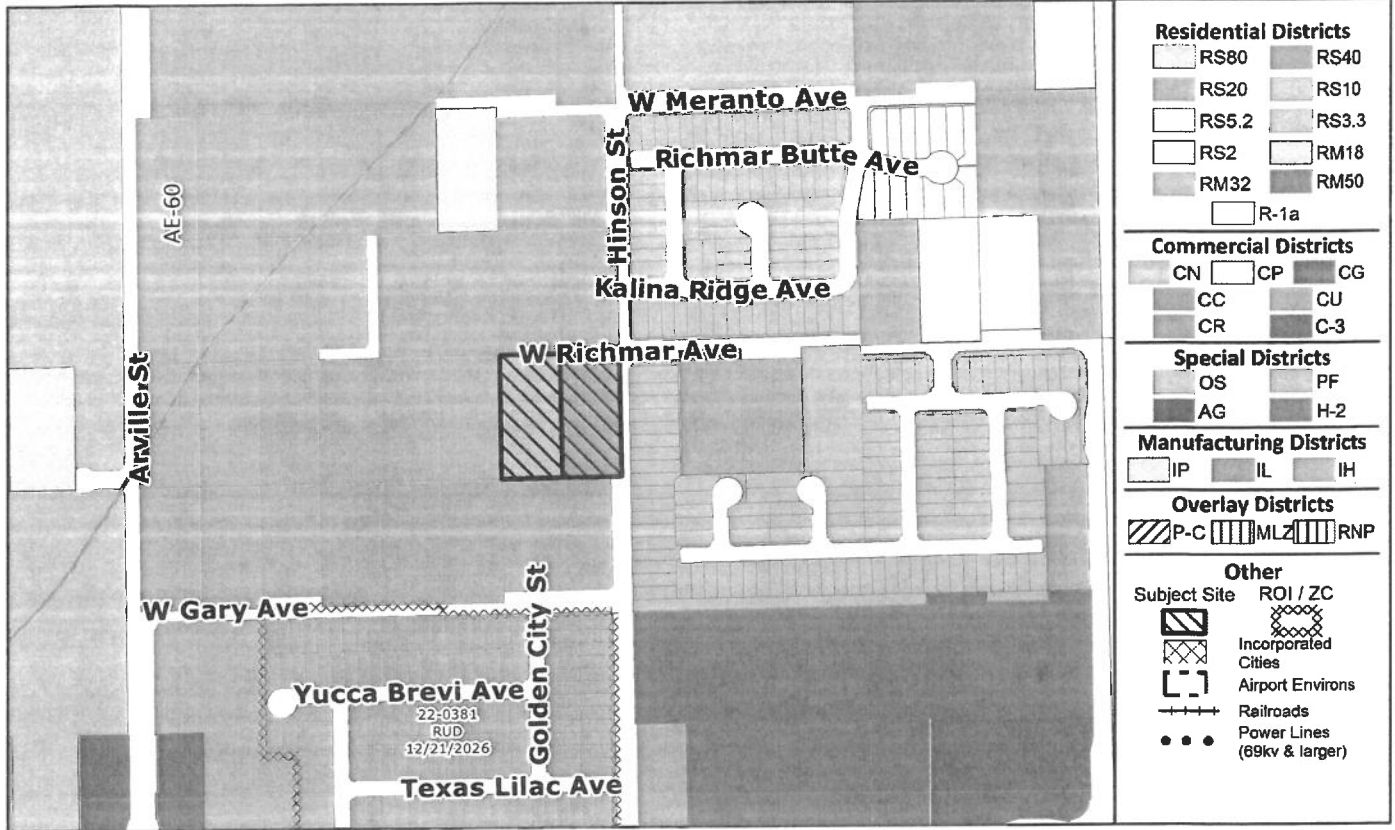 W Meranto Ave
Richmar Butte Ave
Hinson St
AE-60
Kalina Ridge Ave
W Richmar Ave
Arville St
W Gary Ave
Golden City St
Yucca Brevi Ave
22-0381
RUD
12/21/2026
Texas Lilac Ave
Residential Districts
RS80 RS40
RS20 RS10
RS5.2 RS3.3
RS2 RM18
RM32 RM50
R-1a
Commercial Districts
CN CP CG
CC CU
CR C-3
Special Districts
OS PF
AG H-2
Manufacturing Districts
IP IL IH
Overlay Districts
P-C MLZ RNP
Other
Subject Site ROI / ZC
Incorporated
Cities
Airport Environs
Railroads
Power Lines
(69kv & larger)